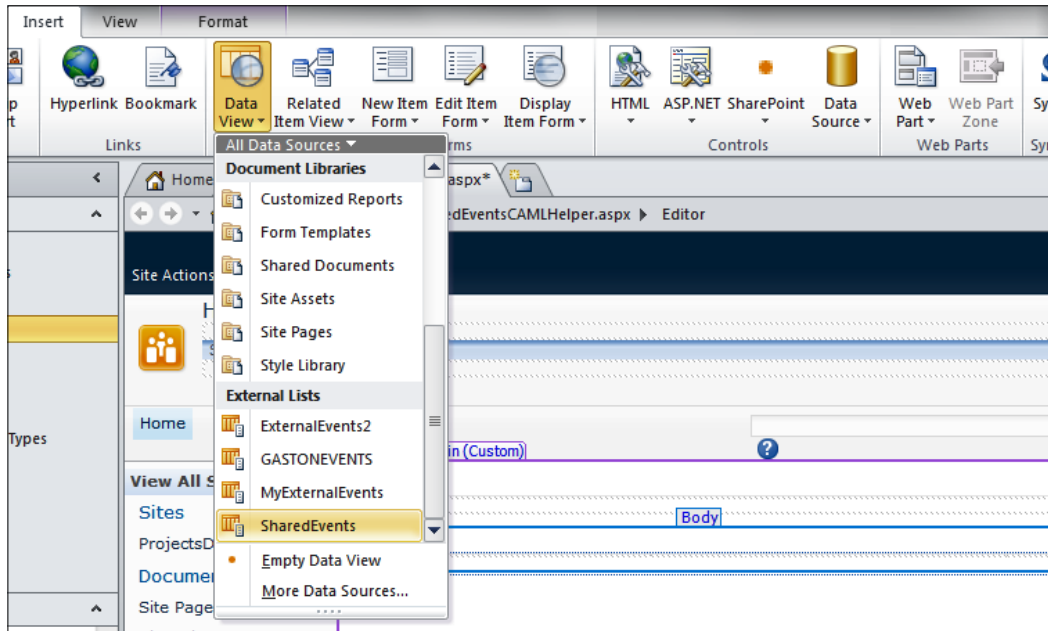 Insert View Format
Hyperlink Bookmark Data View Related Item View New Item Form Edit Item Form Display Item Form HTML ASP.NET SharePoint Data Source Web Part Web Part Zone
Links All Data Sources Controls Web Parts
Document Libraries
Home aspx*
Customized Reports
edEventsCAMLHelper.aspx Editor
Form Templates
Shared Documents
Site Actions
Site Assets
Site Pages
Style Library
External Lists
Home
ExternalEvents2
Types
GASTONEVENTS
in (Custom)
View All
MyExternalEvents
Sites
SharedEvents
Body
ProjectsD
Empty Data View
Documen
More Data Sources...
Site Page